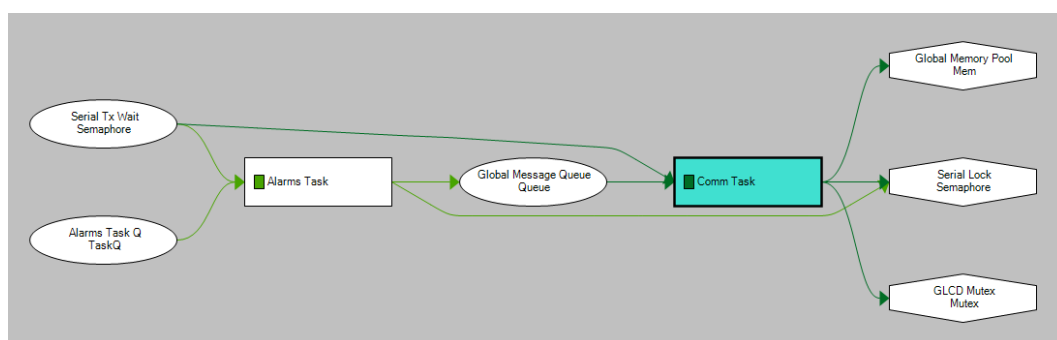 Serial Tx Wait
Semaphore
Alarms Task Q
TaskQ
Alarms Task
Global Message Queue
Queue
Comm Task
Global Memory Pool
Mem
Serial Lock
Semaphore
GLCD Mutex
Mutex